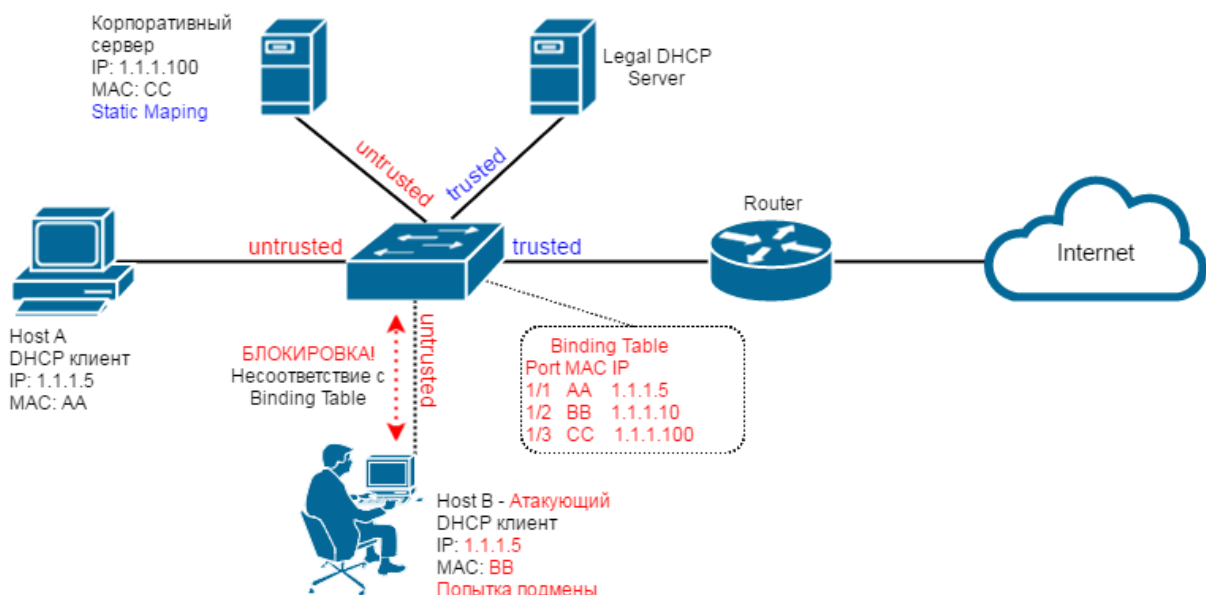 Корпоративный
сервер
IP: 1.1.1.100
MAC: CC
Static Maping
Legal DHCP
Server
untrusted
trusted
untrusted
trusted
Router
Internet
Host A
DHCP клиент
IP: 1.1.1.5
MAC: AA
БЛОКИРОВКА!
Несоответствие с
Binding Table
untrusted
Binding Table
Port MAC IP
1/1 AA 1.1.1.5
1/2 BB 1.1.1.10
1/3 CC 1.1.1.100
Host B - Атакующий
DHCP клиент
IP: 1.1.1.5
MAC: BB
Попытка подмены